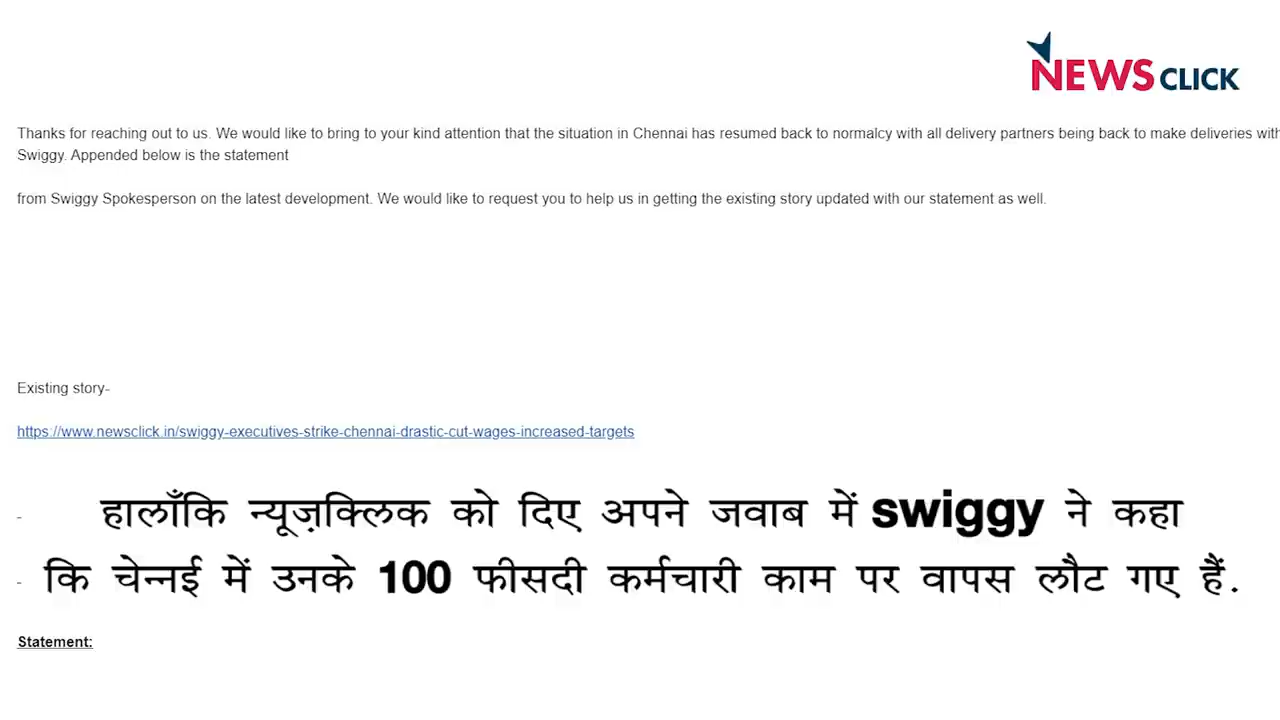 NEWS CLICK
Thanks for reaching out to us. We would like to bring to your kind attention that the situation in Chennai has resumed back to normalcy with all delivery partners being back to make deliveries with
Swiggy. Appended below is the statement
from Swiggy Spokesperson on the latest development. We would like to request you to help us in getting the existing story updated with our statement as well.
Existing story-
https://www.newsclick.in/swiggy-executives-strike-chennai-drastic-cut-wages-increased-targets
- हालाँकि न्यूज़क्लिक को दिए अपने जवाब में swiggy ने कहा
- कि चेन्नई में उनके 100 फीसदी कर्मचारी काम पर वापस लौट गए हैं.
Statement: